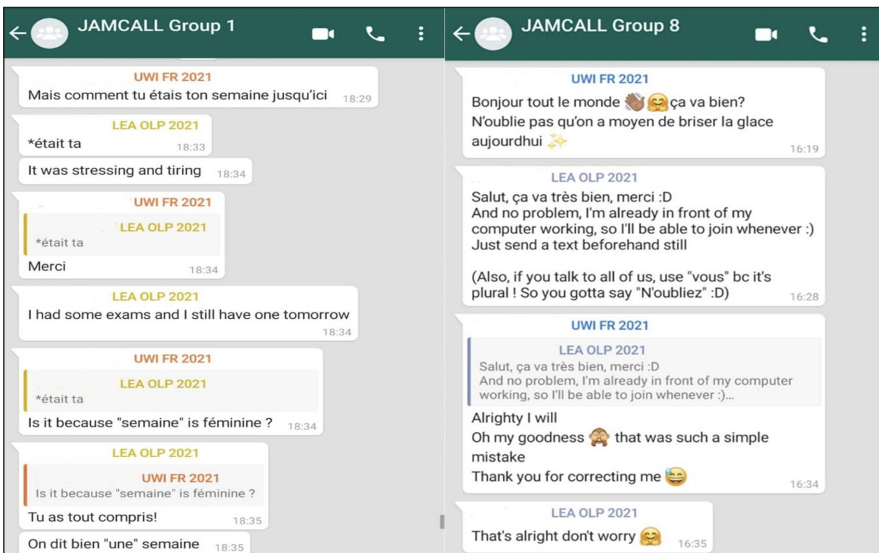 JAMCALL Group 1
UWI FR 2021
Mais comment tu étais ton semaine jusqu'ici 18:29
LEA OLP 2021
*était ta 18:33
It was stressing and tiring 18:34
UWI FR 2021
LEA OLP 2021
*était ta
Merci 18:34
LEA OLP 2021
I had some exams and I still have one tomorrow
18:34
UWI FR 2021
LEA OLP 2021
*était ta
Is it because "semaine" is féminine ? 18:34
LEA OLP 2021
UWI FR 2021
Is it because "semaine" is féminine ?
Tu as tout compris! 18:35
On dit bien "une" semaine 18:35
JAMCALL Group 8
UWI FR 2021
Bonjour tout le monde 👋🏾🤗ça va bien?
N'oublie pas qu'on a moyen de briser la glace
aujourdhui ✨
16:19
LEA OLP 2021
Salut, ça va très bien, merci :D
And no problem, I'm already in front of my
computer working, so I'll be able to join whenever :)
Just send a text beforehand still
(Also, if you talk to all of us, use "vous" bc it's
plural ! So you gotta say "N'oubliez" :D) 16:28
UWI FR 2021
LEA OLP 2021
Salut, ça va très bien, merci :D
And no problem, I'm already in front of my computer
working, so I'll be able to join whenever :)...
Alrighty I will
Oh my goodness 🙈 that was such a simple
mistake
Thank you for correcting me 😅 16:34
LEA OLP 2021
That's alright don't worry 🤗 16:35